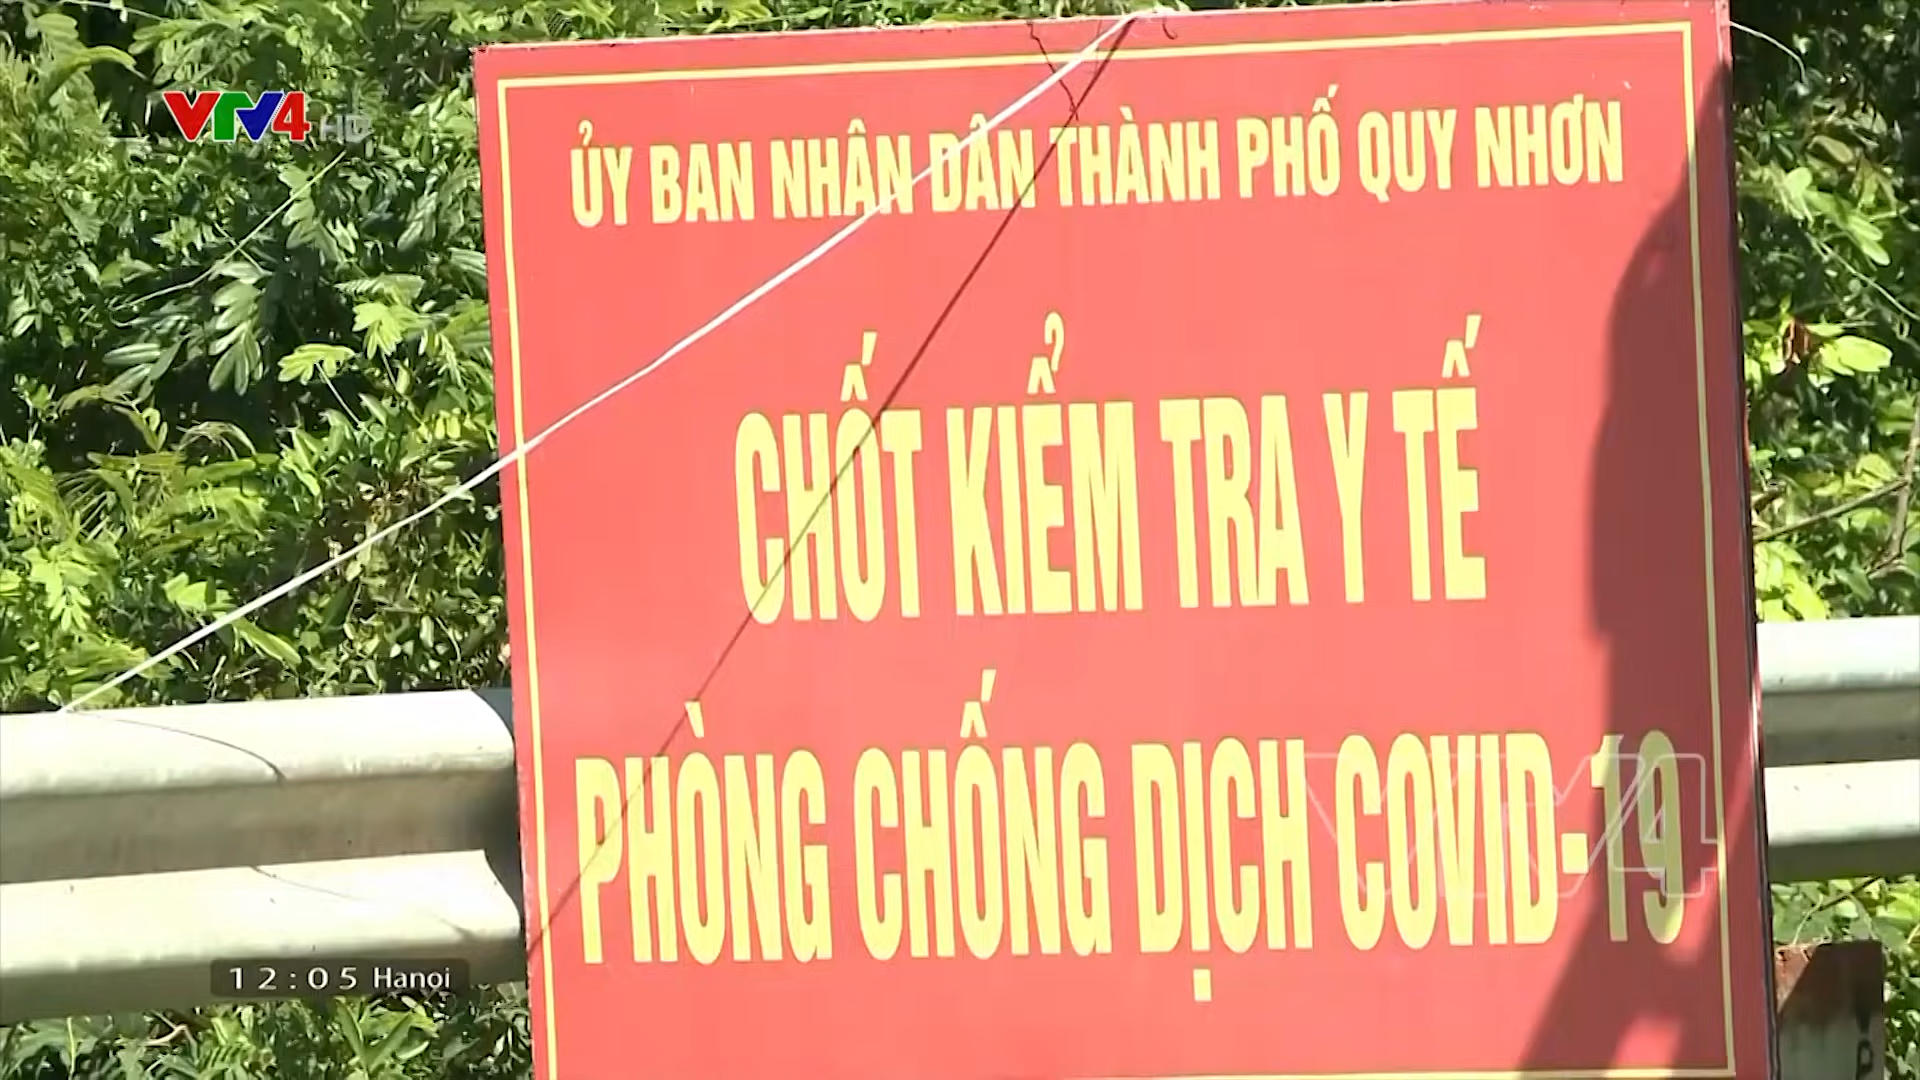 VTV4 HD
ỦY BAN NHÂN DÂN THÀNH PHỐ QUY NHƠN
CHỐT KIỂM TRA Y TẾ
PHÒNG CHỐNG DỊCH COVID-19
VTV4
12:05 Hanoi